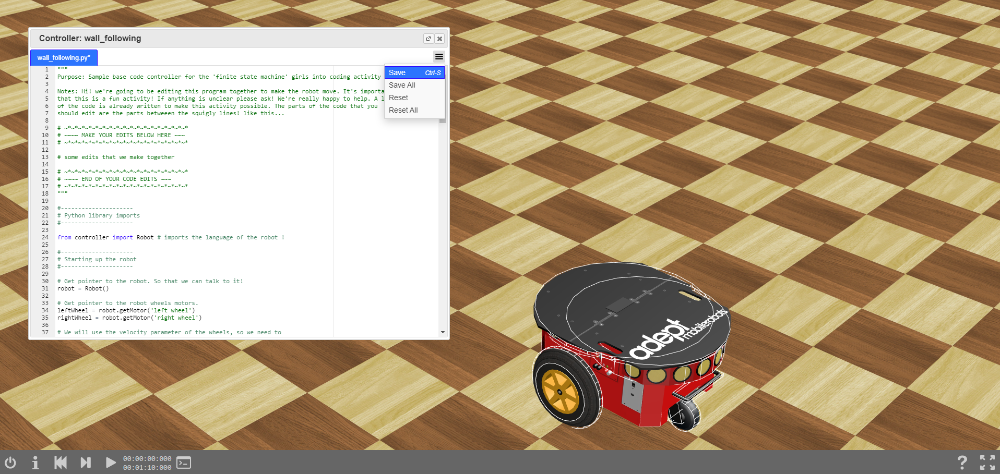 Controller: wall_following
wall_following.py*
Save Ctrl-S
Save All
Reset
Reset All
1 """
2 Purpose: Sample base code controller for the 'finite state machine' girls into coding activity
3
4 Notes: Hi! we're going to be editing this program together to make the robot move. It's importa
5 that this is a fun activity! If anything is unclear please ask! We're really happy to help. A l
6 of the code is already written to make this activity possible. The parts of the code that you
7 should edit are the parts betweeen the squigly lines! like this...
8
9 # ~*~*~*~*~*~*~*~*~*~*~*~*~*~*~*~*~*~*
10 # ~~~~ MAKE YOUR EDITS BELOW HERE ~~~
11 # ~*~*~*~*~*~*~*~*~*~*~*~*~*~*~*~*~*~*
12
13 # some edits that we make together
14
15 # ~*~*~*~*~*~*~*~*~*~*~*~*~*~*~*~*~*~*
16 # ~~~~ END OF YOUR CODE EDITS ~~~
17 # ~*~*~*~*~*~*~*~*~*~*~*~*~*~*~*~*~*~*
18 """
19
20 #---------------------
21 # Python library imports
22 #---------------------
23
24 from controller import Robot # imports the language of the robot !
25
26 #---------------------
27 # Starting up the robot
28 #---------------------
29
30 # Get pointer to the robot. So that we can talk to it!
31 robot = Robot()
32
33 # Get pointer to the robot wheels motors.
34 leftWheel = robot.getMotor('left wheel')
35 rightWheel = robot.getMotor('right wheel')
36
37 # We will use the velocity parameter of the wheels, so we need to
adept
mobilerobots
00:00:00:000
00:01:10:000